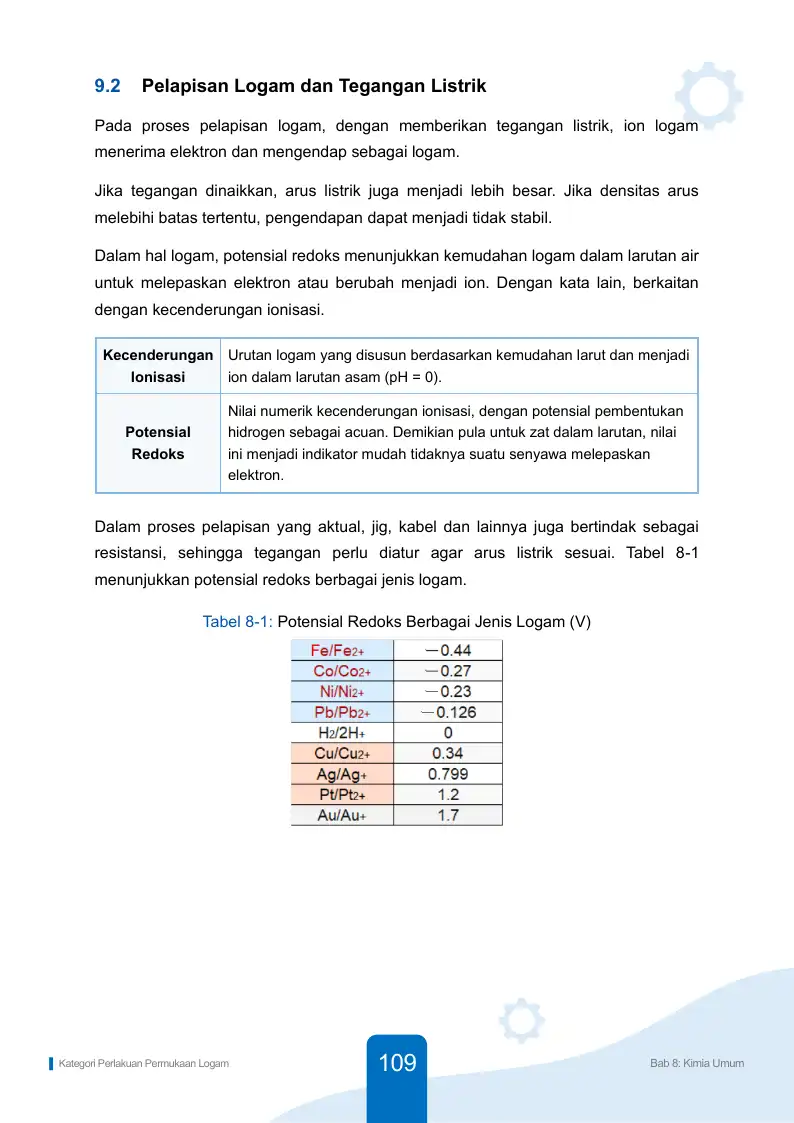 9.2 Pelapisan Logam dan Tegangan Listrik
Pada proses pelapisan logam, dengan memberikan tegangan listrik, ion logam
menerima elektron dan mengendap sebagai logam.
Jika tegangan dinaikkan, arus listrik juga menjadi lebih besar. Jika densitas arus
melebihi batas tertentu, pengendapan dapat menjadi tidak stabil.
Dalam hal logam, potensial redoks menunjukkan kemudahan logam dalam larutan air
untuk melepaskan elektron atau berubah menjadi ion. Dengan kata lain, berkaitan
dengan kecenderungan ionisasi.
Kecenderungan
Ionisasi
Urutan logam yang disusun berdasarkan kemudahan larut dan menjadi
ion dalam larutan asam (pH = 0).
Potensial
Redoks
Nilai numerik kecenderungan ionisasi, dengan potensial pembentukan
hidrogen sebagai acuan. Demikian pula untuk zat dalam larutan, nilai
ini menjadi indikator mudah tidaknya suatu senyawa melepaskan
elektron.
Dalam proses pelapisan yang aktual, jig, kabel dan lainnya juga bertindak sebagai
resistansi, sehingga tegangan perlu diatur agar arus listrik sesuai. Tabel 8-1
menunjukkan potensial redoks berbagai jenis logam.
Tabel 8-1: Potensial Redoks Berbagai Jenis Logam (V)
Fe/Fe2+ －0.44
Co/Co2+ －0.27
Ni/Ni2+ －0.23
Pb/Pb2+ －0.126
H2/2H+ 0
Cu/Cu2+ 0.34
Ag/Ag+ 0.799
Pt/Pt2+ 1.2
Au/Au+ 1.7
Kategori Perlakuan Permukaan Logam
109
Bab 8: Kimia Umum